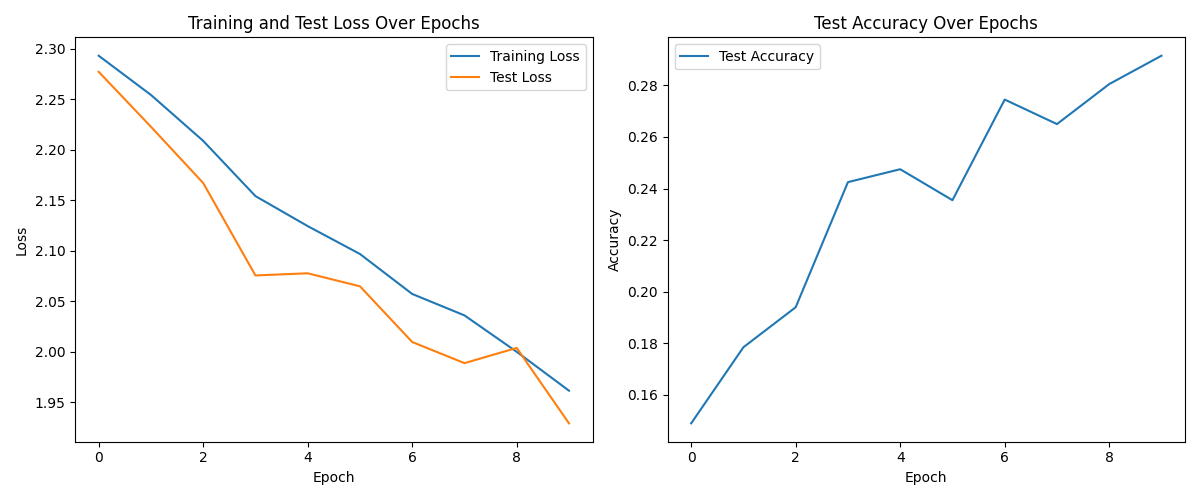 Training and Test Loss Over Epochs
2.30
2.25
2.20
2.15
2.10
2.05
2.00
1.95
Loss
0 2 4 6 8
Epoch
Training Loss
Test Loss
Test Accuracy Over Epochs
0.28
0.26
0.24
0.22
0.20
0.18
0.16
Accuracy
0 2 4 6 8
Epoch
Test Accuracy